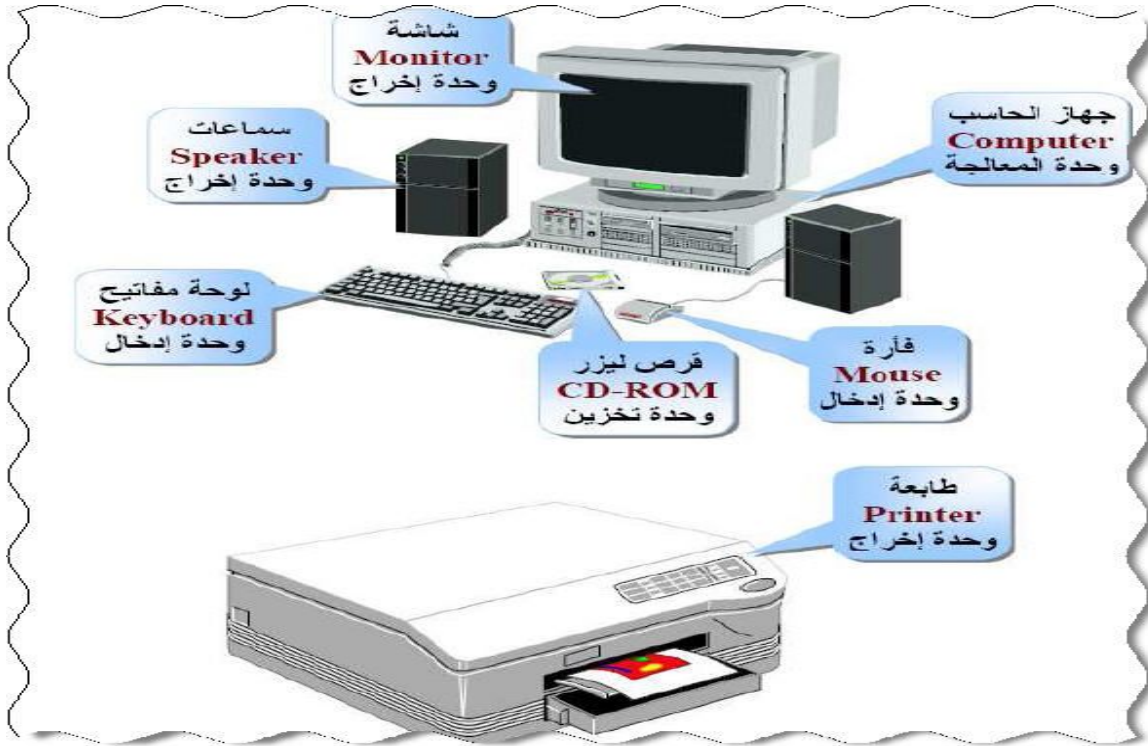 شاشة
Monitor
وحدة إخراج
جهاز الحاسب
Computer
وحدة المعالجة
سماعات
Speaker
وحدة إخراج
لوحة مفاتيح
Keyboard
وحدة إدخال
قرص ليزر
CD-ROM
وحدة تخزين
فأرة
Mouse
وحدة إدخال
طابعة
Printer
وحدة إخراج